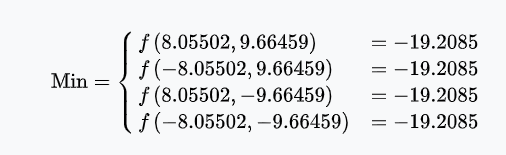 f (8.05502, 9.66459) = −19.2085
f (−8.05502, 9.66459) = −19.2085
Min = { f (8.05502, −9.66459) = −19.2085
f (−8.05502, −9.66459) = −19.2085